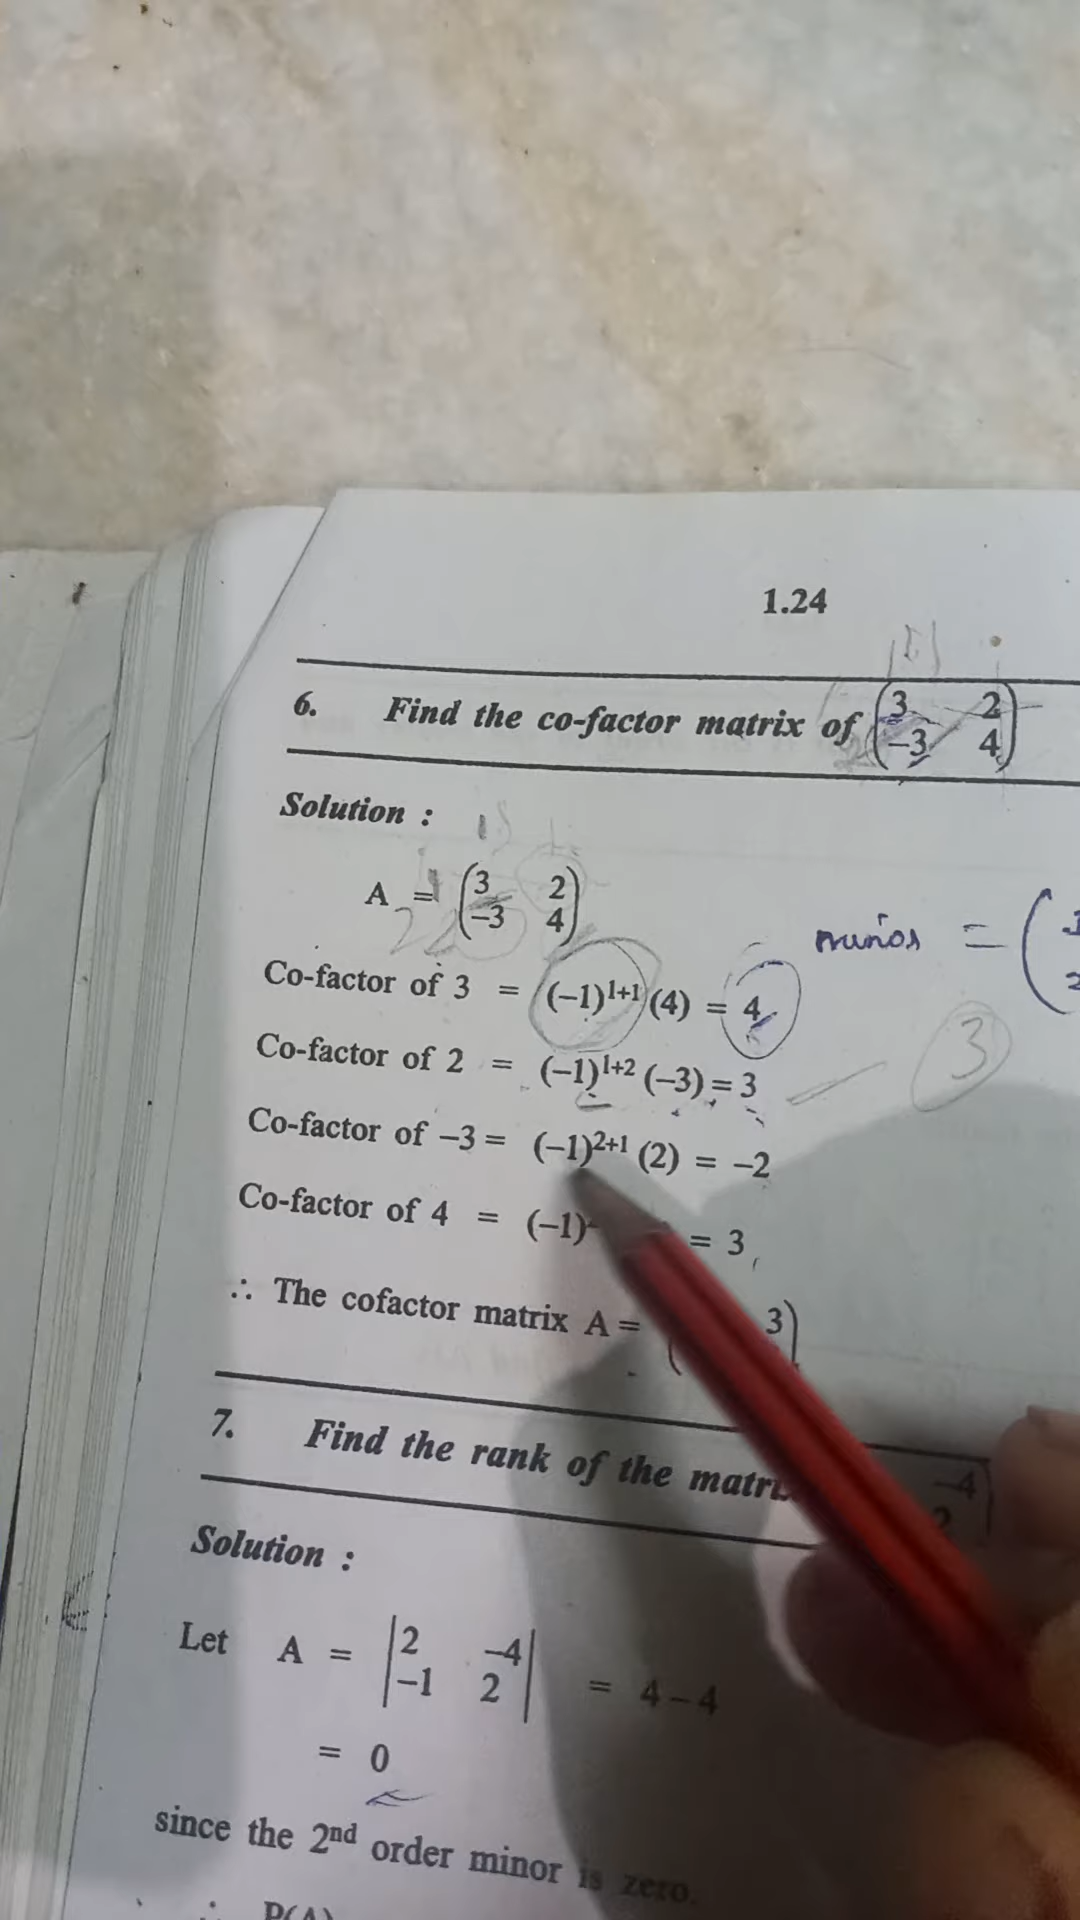 1.24
6. Find the co-factor matrix of (3 2
-3 4)
Solution :
A = (3 2
-3 4)
minors = (
Co-factor of 3 = (–1)^1+1 (4) = 4
3
Co-factor of 2 = (–1)^1+2 (–3) = 3
Co-factor of –3 = (–1)^2+1 (2) = –2
Co-factor of 4 = (–1) = 3
∴ The cofactor matrix A = ( 3)
7. Find the rank of the –4
Solution :
Let A = |2 –4
–1 2| = 4 – 4
= 0
since the 2nd order minor is zero.